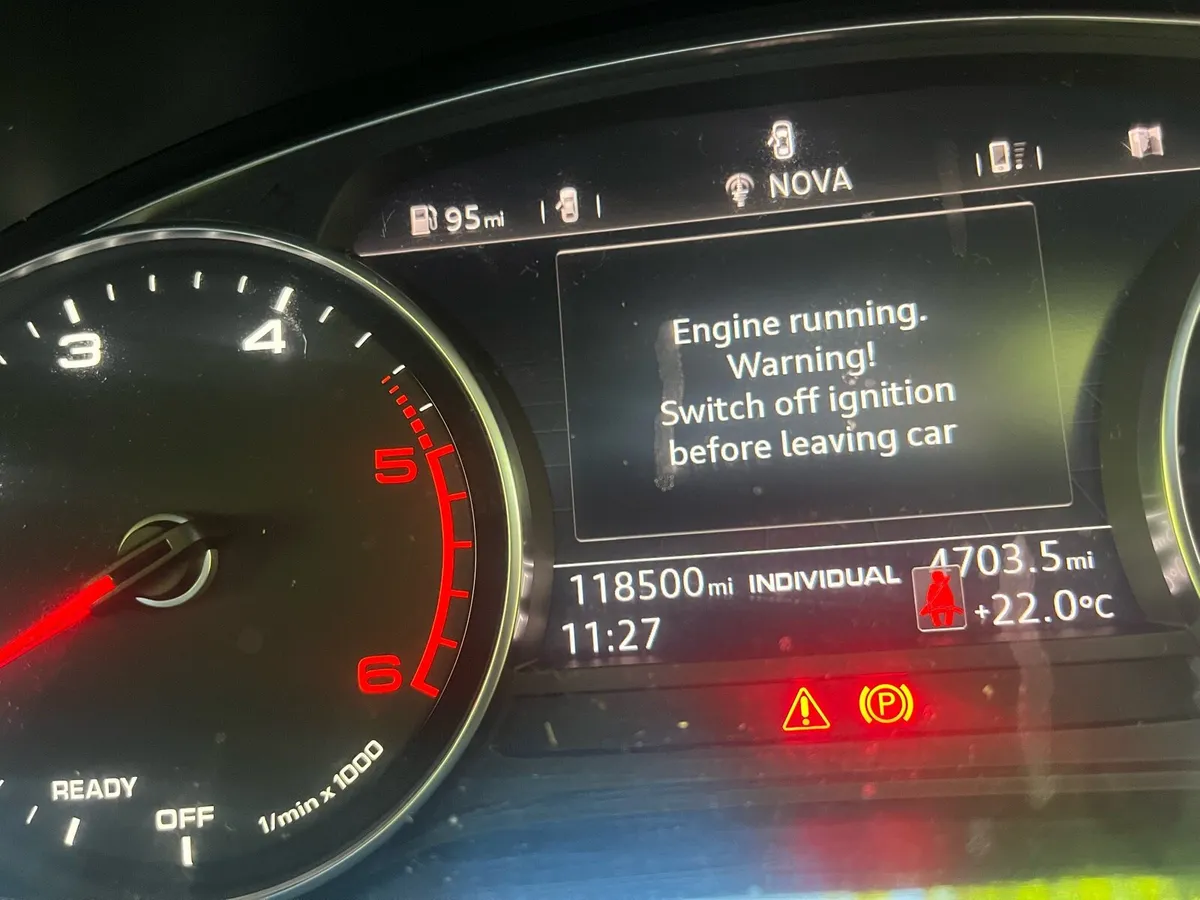 NOVA
95mi
Engine running.
Warning!
Switch off ignition
before leaving car
3
4
5
6
118500mi INDIVIDUAL 4703.5mi
11:27 +22.0°C
P
READY
OFF
1/min x 1000